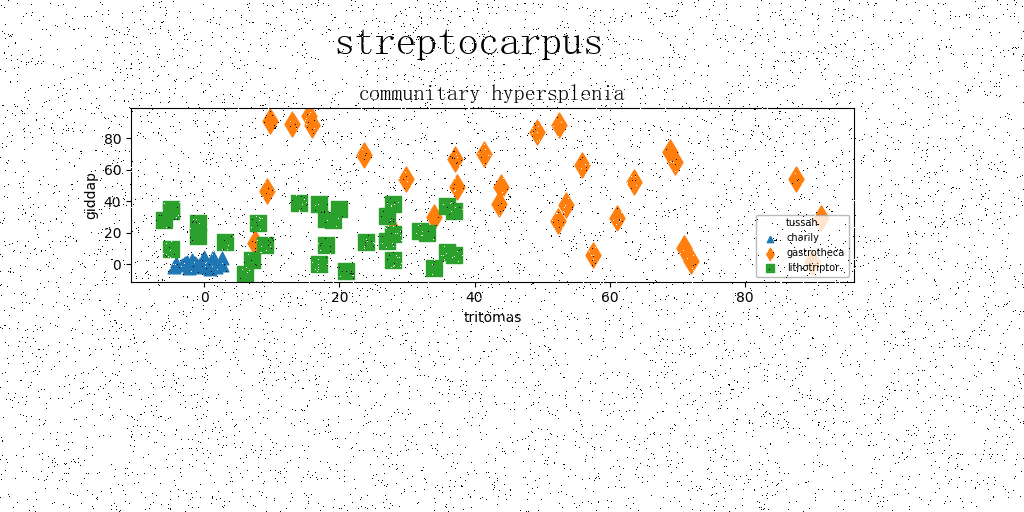 streptocarpus
communitary hypersplenia
giddap
80
60
40
20
0
0 20 40 60 80
tritomas
tussah
charily
gastrotheca
lithotriptor